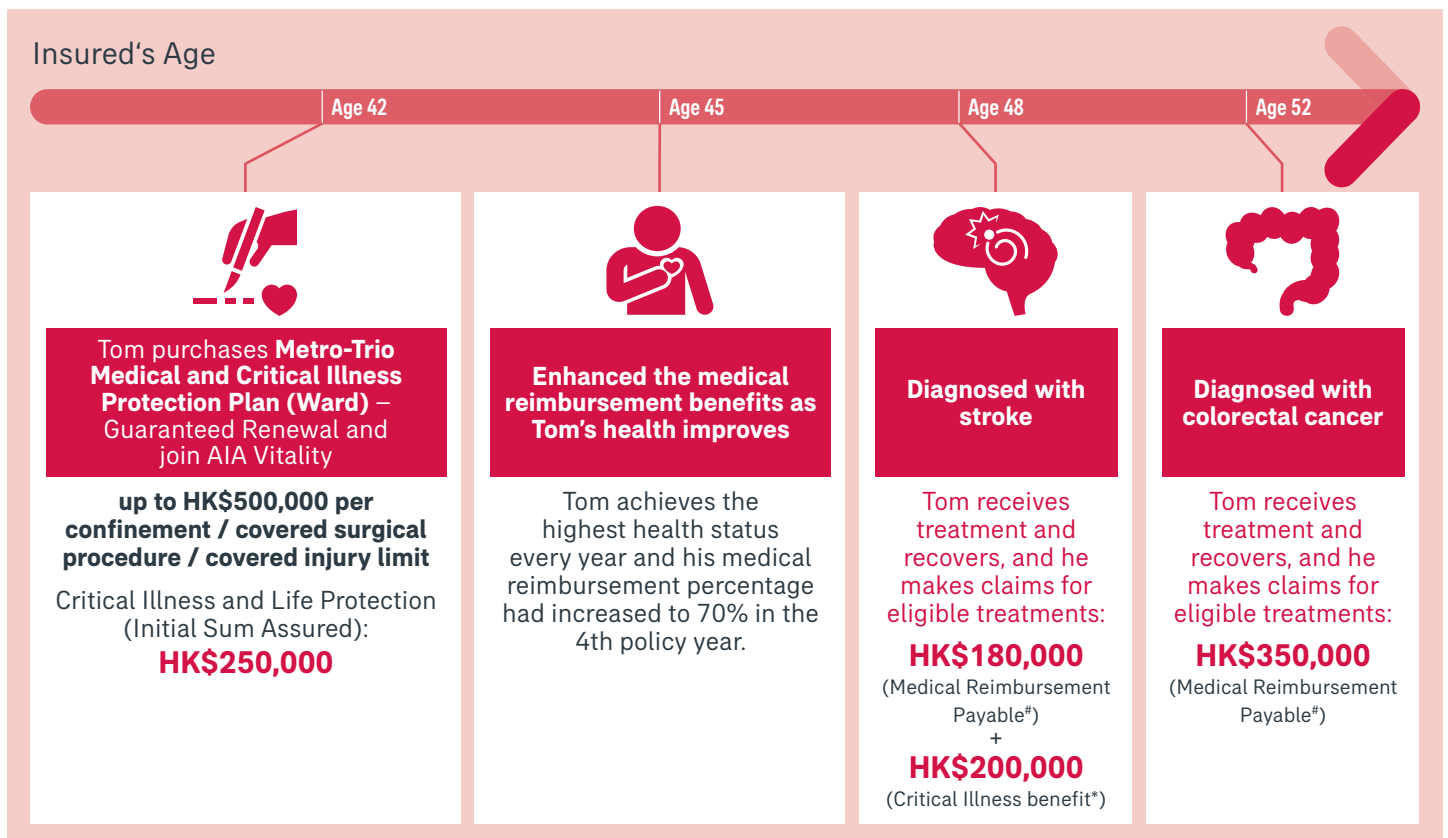 Insured‘s Age
Age 42
Age 45
Age 48
Age 52
Tom purchases Metro-Trio
Medical and Critical Illness
Protection Plan (Ward) –
Guaranteed Renewal and
join AIA Vitality
up to HK$500,000 per
confinement / covered surgical
procedure / covered injury limit
Critical Illness and Life Protection
(Initial Sum Assured):
HK$250,000
Enhanced the medical
reimbursement benefits as
Tom’s health improves
Tom achieves the
highest health status
every year and his medical
reimbursement percentage
had increased to 70% in the
4th policy year.
Diagnosed with
stroke
Tom receives
treatment and
recovers, and he
makes claims for
eligible treatments:
HK$180,000
(Medical Reimbursement
Payable#)
+
HK$200,000
(Critical Illness benefit*)
Diagnosed with
colorectal cancer
Tom receives
treatment and
recovers, and he
makes claims for
eligible treatments:
HK$350,000
(Medical Reimbursement
Payable#)